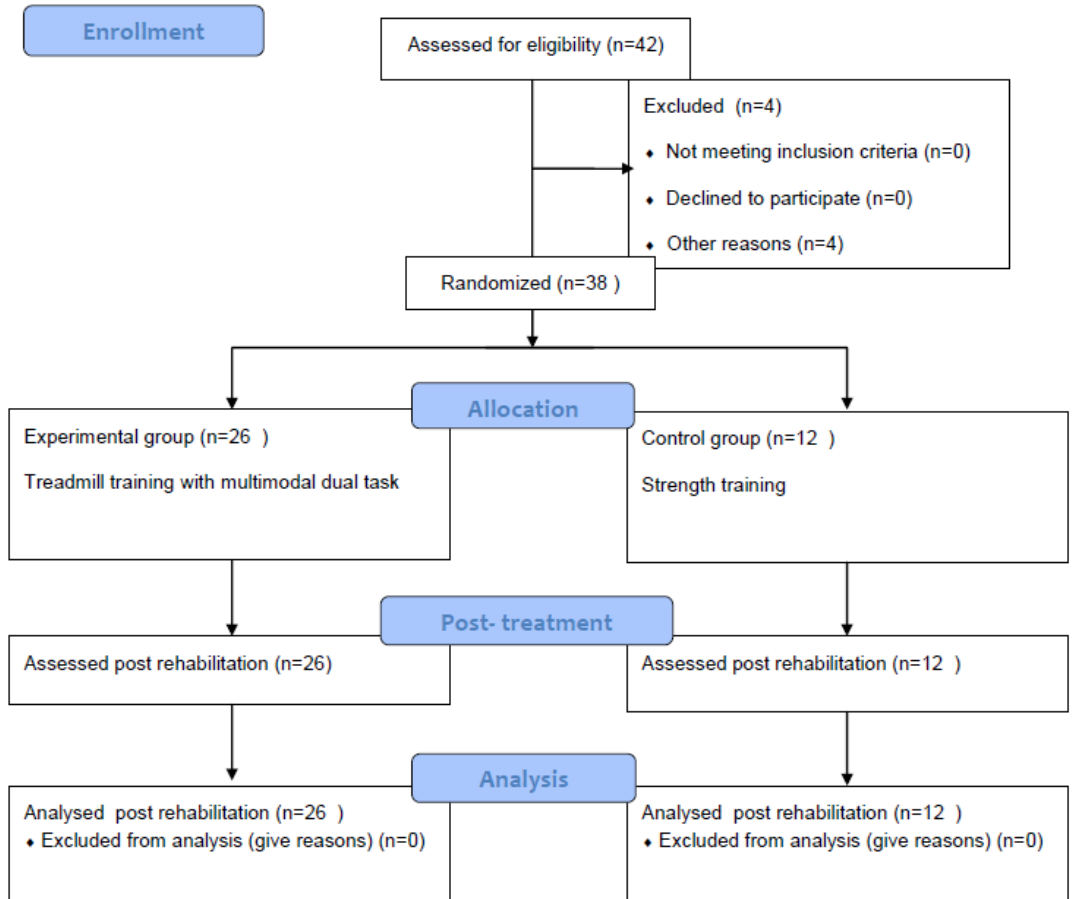 Enrollment
Assessed for eligibility (n=42)
Excluded (n=4)
⬧ Not meeting inclusion criteria (n=0)
⬧ Declined to participate (n=0)
⬧ Other reasons (n=4)
Randomized (n=38 )
Allocation
Experimental group (n=26 )
Treadmill training with multimodal dual task
Control group (n=12 )
Strength training
Post- treatment
Assessed post rehabilitation (n=26)
Assessed post rehabilitation (n=12 )
Analysis
Analysed post rehabilitation (n=26 )
⬧ Excluded from analysis (give reasons) (n=0)
Analysed post rehabilitation (n=12 )
⬧ Excluded from analysis (give reasons) (n=0)